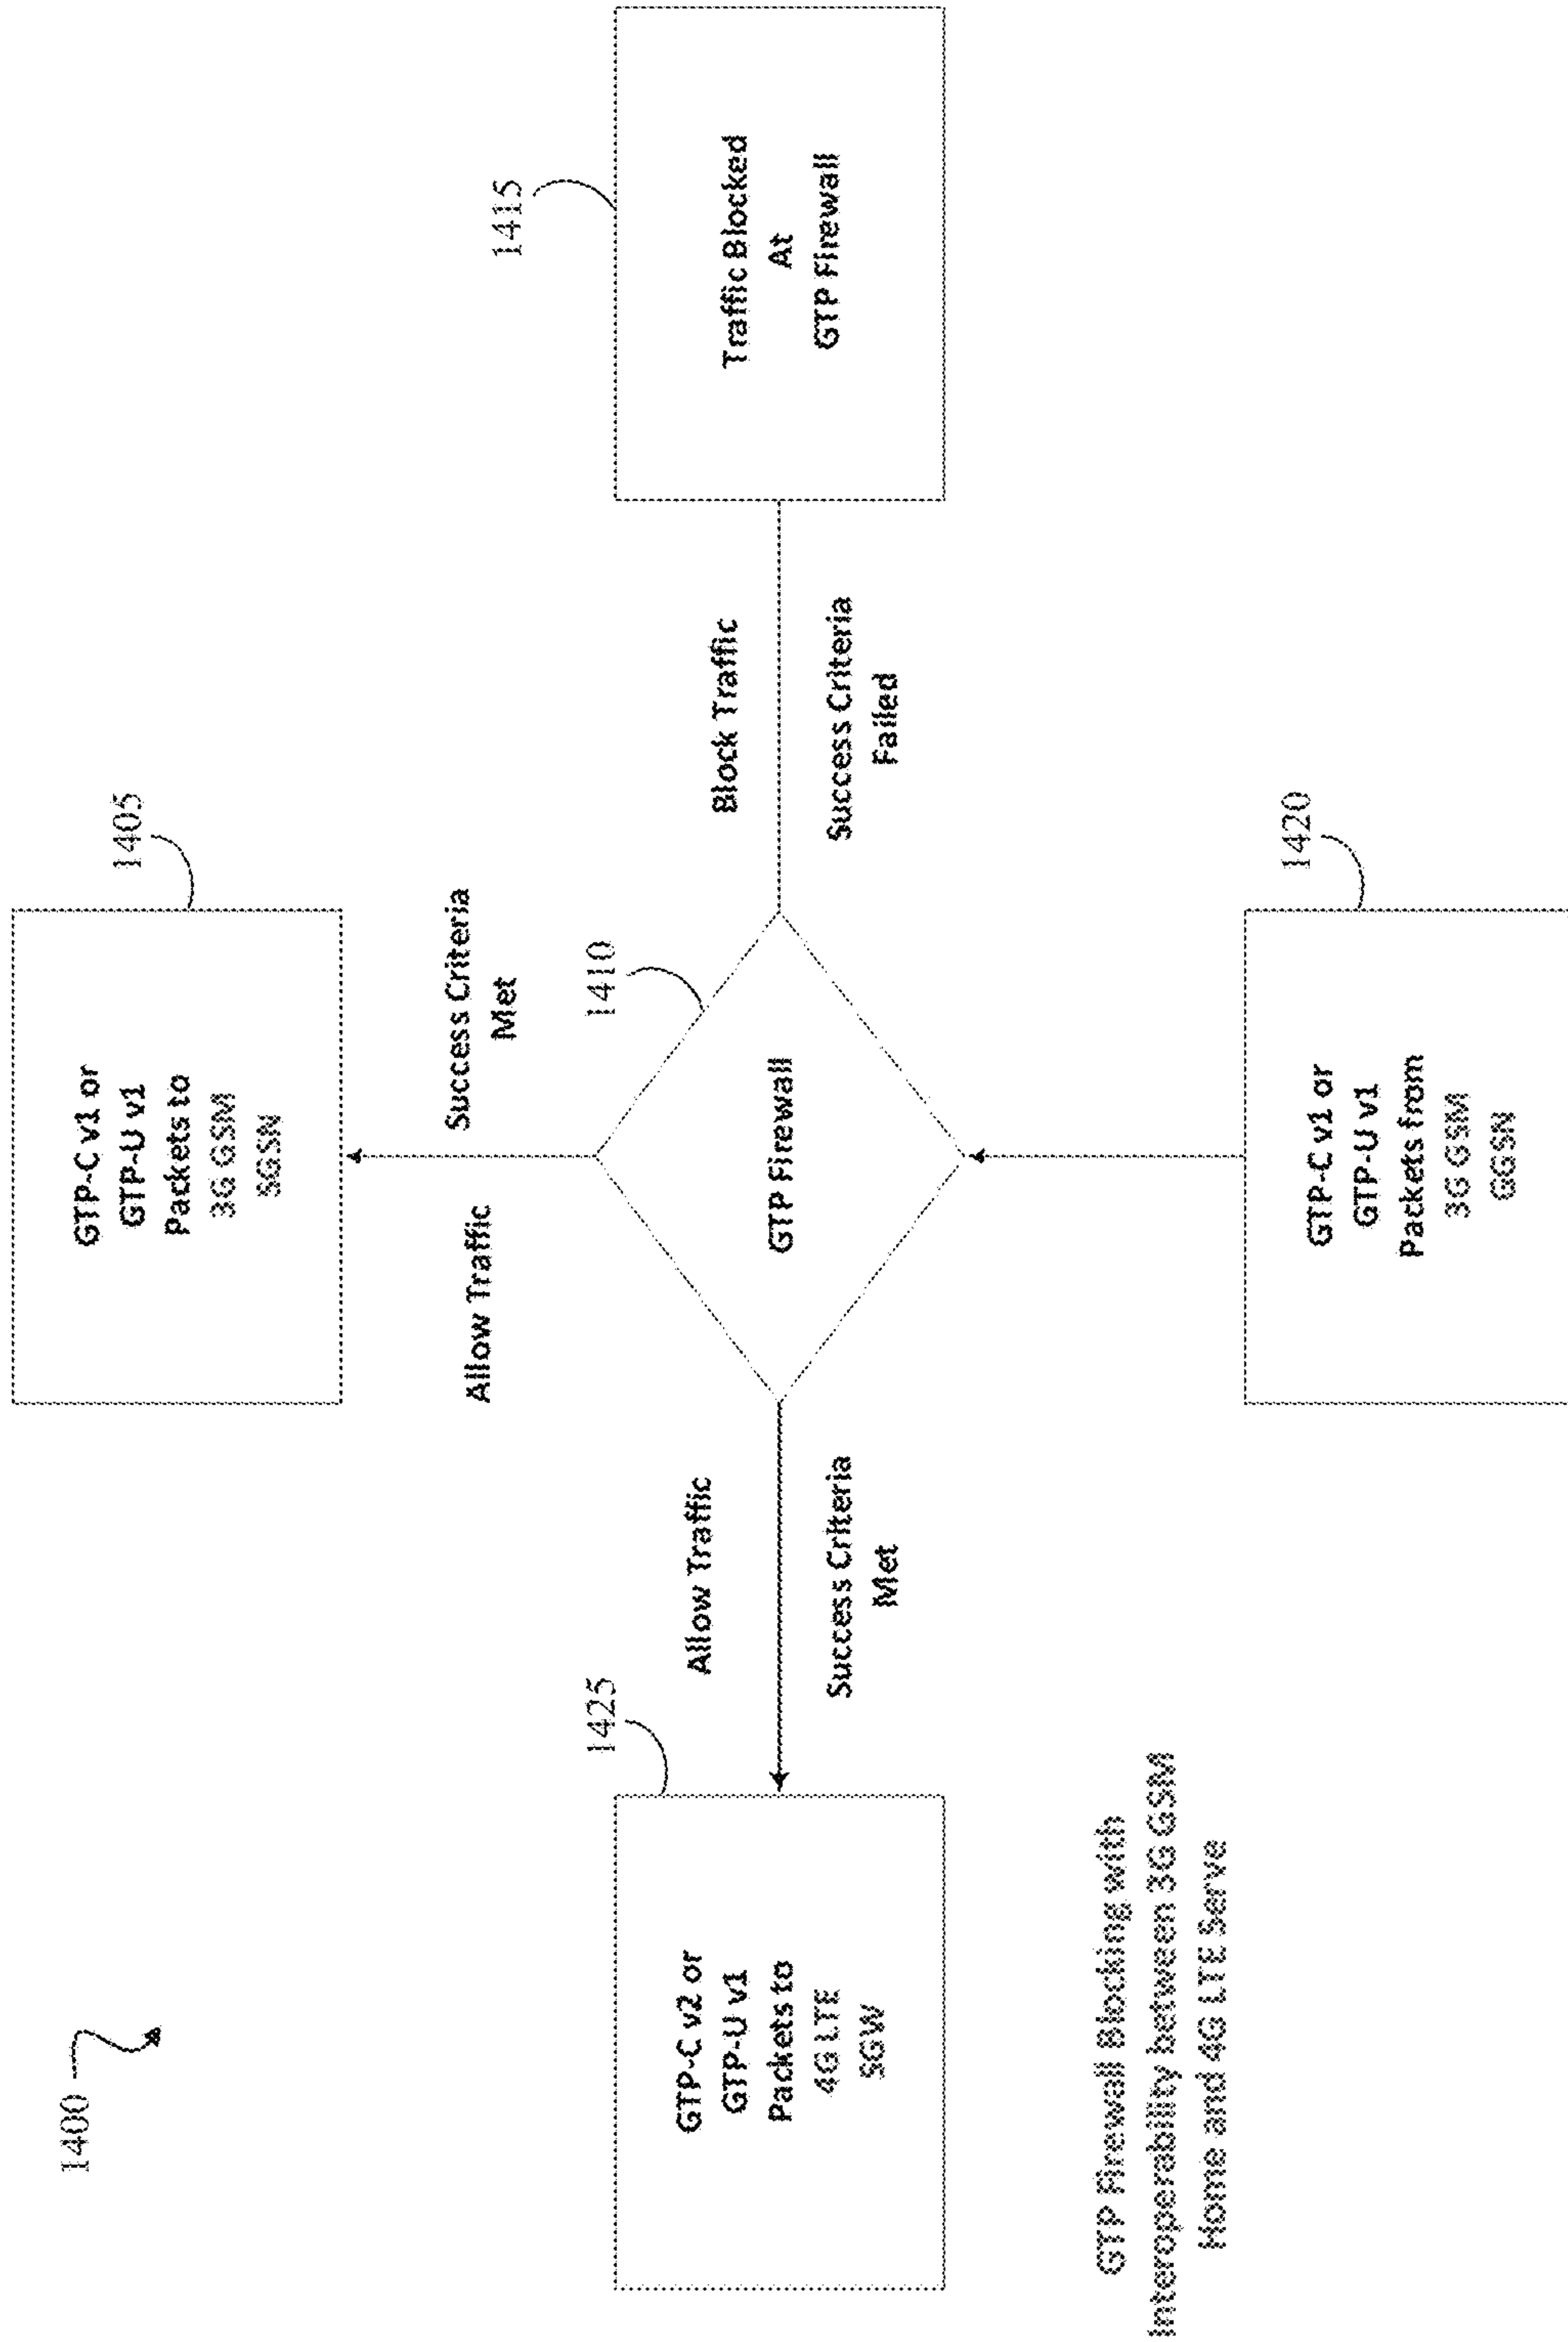 1400
1405
GTP-C v1 or
GTP-U v1
Packets to
3G GSM
SGSN
Allow Traffic
Success Criteria
Met
1425
GTP-C v2 or
GTP-U v1
Packets to
4G LTE
SGW
Allow Traffic
Success Criteria
Met
1410
GTP Firewall
Block Traffic
Success Criteria
Failed
1415
Traffic Blocked
At
GTP Firewall
1420
GTP-C v1 or
GTP-U v1
Packets from
3G GSM
GGSN
GTP Firewall Blocking with
Interoperability between 3G GSM
Home and 4G LTE Serve